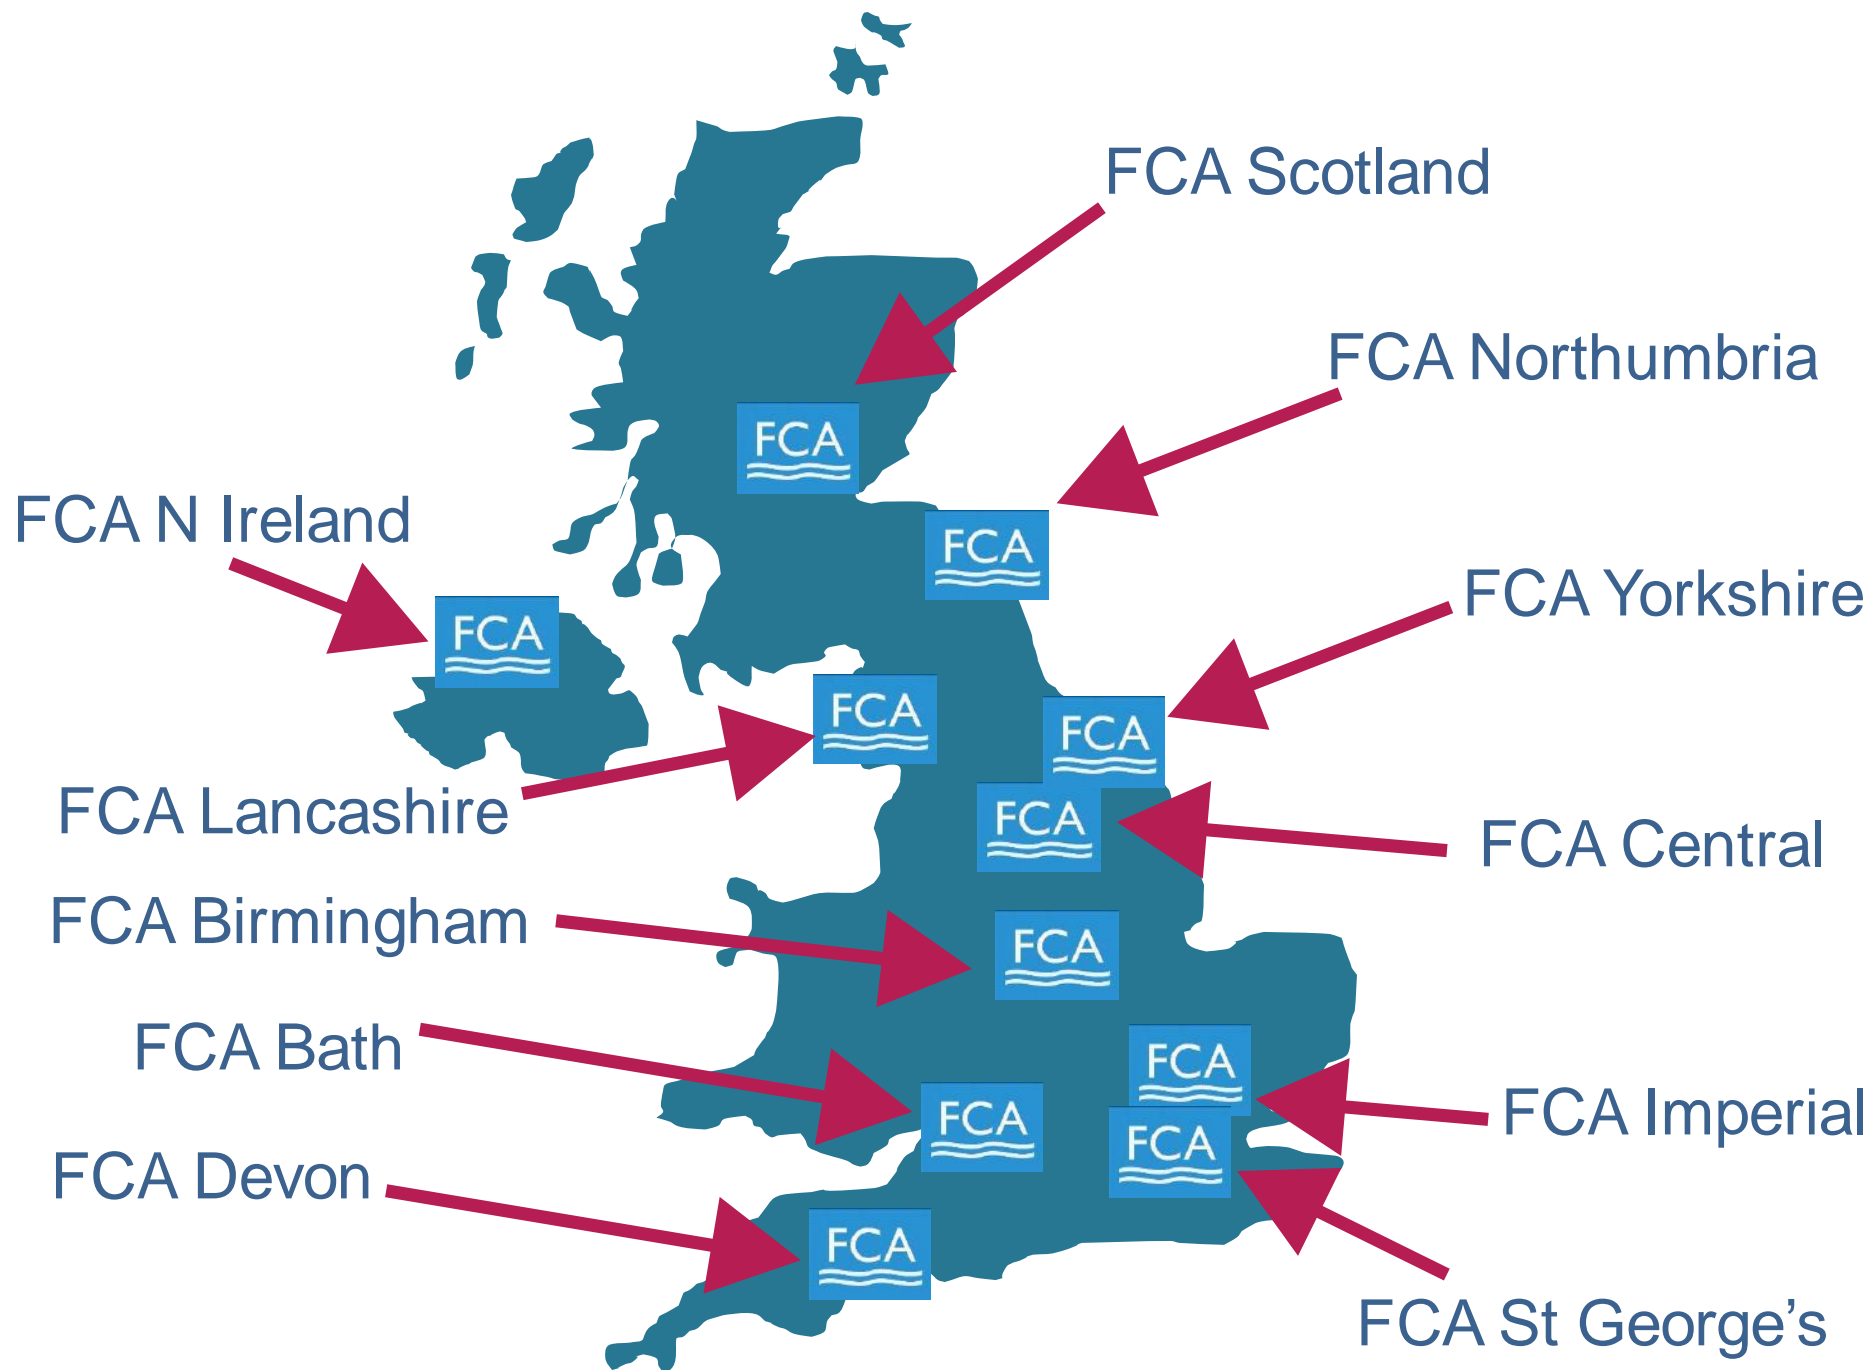 FCA Scotland
FCA Northumbria
FCA
FCA N Ireland
FCA
FCA Yorkshire
FCA
FCA
FCA
FCA Lancashire
FCA
FCA Central
FCA Birmingham
FCA
FCA Bath
FCA
FCA
FCA Imperial
FCA
FCA Devon
FCA
FCA St George's